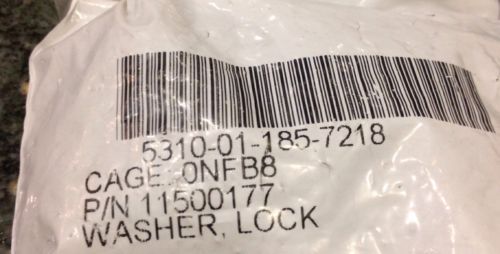 5310-01-185-7218
CAGE: 0NFB8
P/N 11500177
WASHER, LOCK